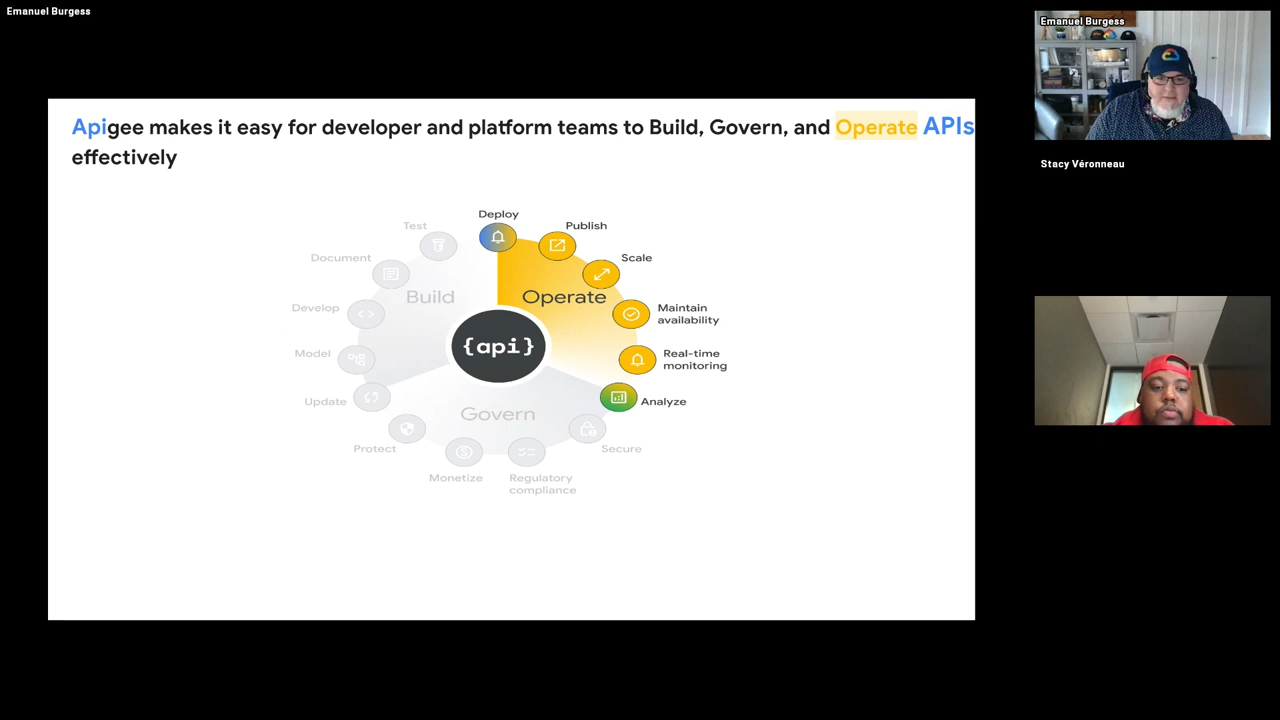 Emanuel Burgess
Emanuel Burgess
Stacy Véronneau
Apigee makes it easy for developer and platform teams to Build, Govern, and Operate APIs
effectively
Deploy
Test
Publish
Document
Scale
Build
Operate
Develop
Maintain
availability
{api}
Model
Real-time
monitoring
Update
Analyze
Govern
Protect
Secure
Monetize
Regulatory
compliance